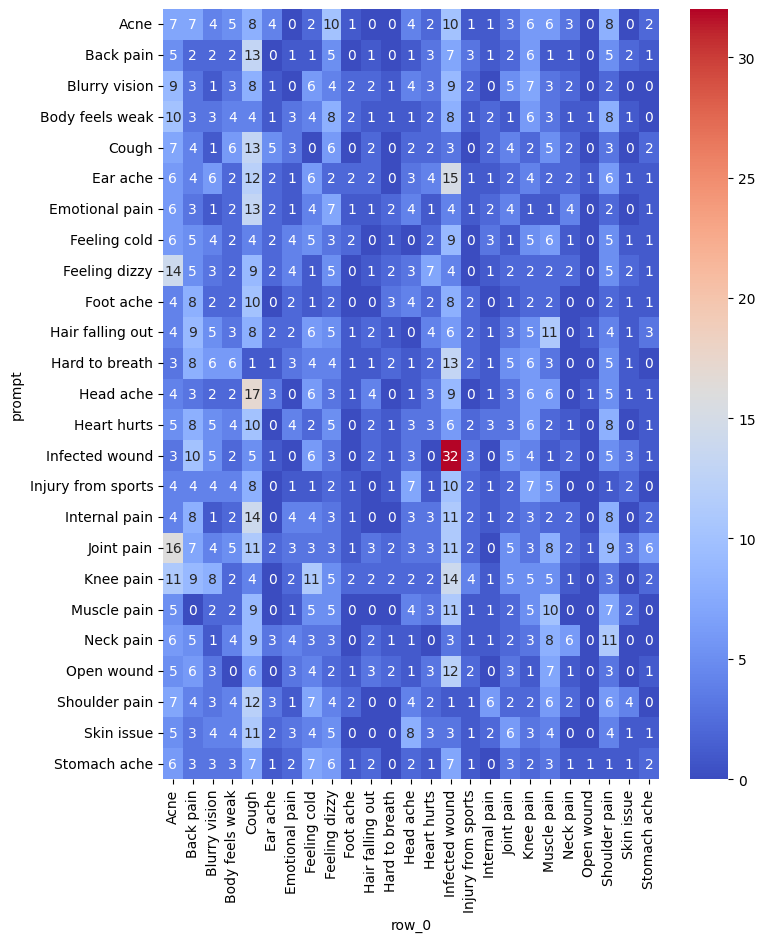 Acne 7 7 4 5 8 4 0 2 10 1 0 0 4 2 10 1 1 3 6 6 3 0 8 0 2
Back pain 5 2 2 2 13 0 1 1 5 0 1 0 1 3 7 3 1 2 6 1 1 0 5 2 1
Blurry vision 9 3 1 3 8 1 0 6 4 2 2 1 4 3 9 2 0 5 7 3 2 0 2 0 0
Body feels weak 10 3 3 4 4 1 3 4 8 2 1 1 1 2 8 1 2 1 6 3 1 1 8 1 0
Cough 7 4 1 6 13 5 3 0 6 0 2 0 2 2 3 0 2 4 2 5 2 0 3 0 2
Ear ache 6 4 6 2 12 2 1 6 2 2 2 0 3 4 15 1 1 2 4 2 2 1 6 1 1
Emotional pain 6 3 1 2 13 2 1 4 7 1 1 2 4 1 4 1 2 4 1 1 4 0 2 0 1
Feeling cold 6 5 4 2 4 2 4 5 3 2 0 1 0 2 9 0 3 1 5 6 1 0 5 1 1
Feeling dizzy 14 5 3 2 9 2 4 1 5 0 1 2 3 7 4 0 1 2 2 2 2 0 5 2 1
Foot ache 4 8 2 2 10 0 2 1 2 0 0 3 4 2 8 2 0 1 2 2 0 0 2 1 1
Hair falling out 4 9 5 3 8 2 2 6 5 1 2 1 0 4 6 2 1 3 5 11 0 1 4 1 3
Hard to breath 3 8 6 6 1 1 3 4 4 1 1 2 1 2 13 2 1 5 6 3 0 0 5 1 0
Head ache 4 3 2 2 17 3 0 6 3 1 4 0 1 3 9 0 1 3 6 6 0 1 5 1 1
Heart hurts 5 8 5 4 10 0 4 2 5 0 2 1 3 3 6 2 3 3 6 2 1 0 8 0 1
Infected wound 3 10 5 2 5 1 0 6 3 0 2 1 3 0 32 3 0 5 4 1 2 0 5 3 1
Injury from sports 4 4 4 4 8 0 1 1 2 1 0 1 7 1 10 2 1 2 7 5 0 0 1 2 0
Internal pain 4 8 1 2 14 0 4 4 3 1 0 0 3 3 11 2 1 2 3 2 2 0 8 0 2
Joint pain 16 7 4 5 11 2 3 3 3 1 3 2 3 3 11 2 0 5 3 8 2 1 9 3 6
Knee pain 11 9 8 2 4 0 2 11 5 2 2 2 2 2 14 4 1 5 5 5 1 0 3 0 2
Muscle pain 5 0 2 2 9 0 1 5 5 0 0 0 4 3 11 1 1 2 5 10 0 0 7 2 0
Neck pain 6 5 1 4 9 3 4 3 3 0 2 1 1 0 3 1 1 2 3 8 6 0 11 0 0
Open wound 5 6 3 0 6 0 3 4 2 1 3 2 1 3 12 2 0 3 1 7 1 0 3 0 1
Shoulder pain 7 4 3 4 12 3 1 7 4 2 0 0 4 2 1 1 6 2 2 6 2 0 6 4 0
Skin issue 5 3 4 4 11 2 3 4 5 0 0 0 8 3 3 1 2 6 3 4 0 0 4 1 1
Stomach ache 6 3 3 3 7 1 2 7 6 1 2 0 2 1 7 1 0 3 2 3 1 1 1 1 2
prompt
Acne
Back pain
Blurry vision
Body feels weak
Cough
Ear ache
Emotional pain
Feeling cold
Feeling dizzy
Foot ache
Hair falling out
Hard to breath
Head ache
Heart hurts
Infected wound
Injury from sports
Internal pain
Joint pain
Knee pain
Muscle pain
Neck pain
Open wound
Shoulder pain
Skin issue
Stomach ache
row_0
30
25
20
15
10
5
0